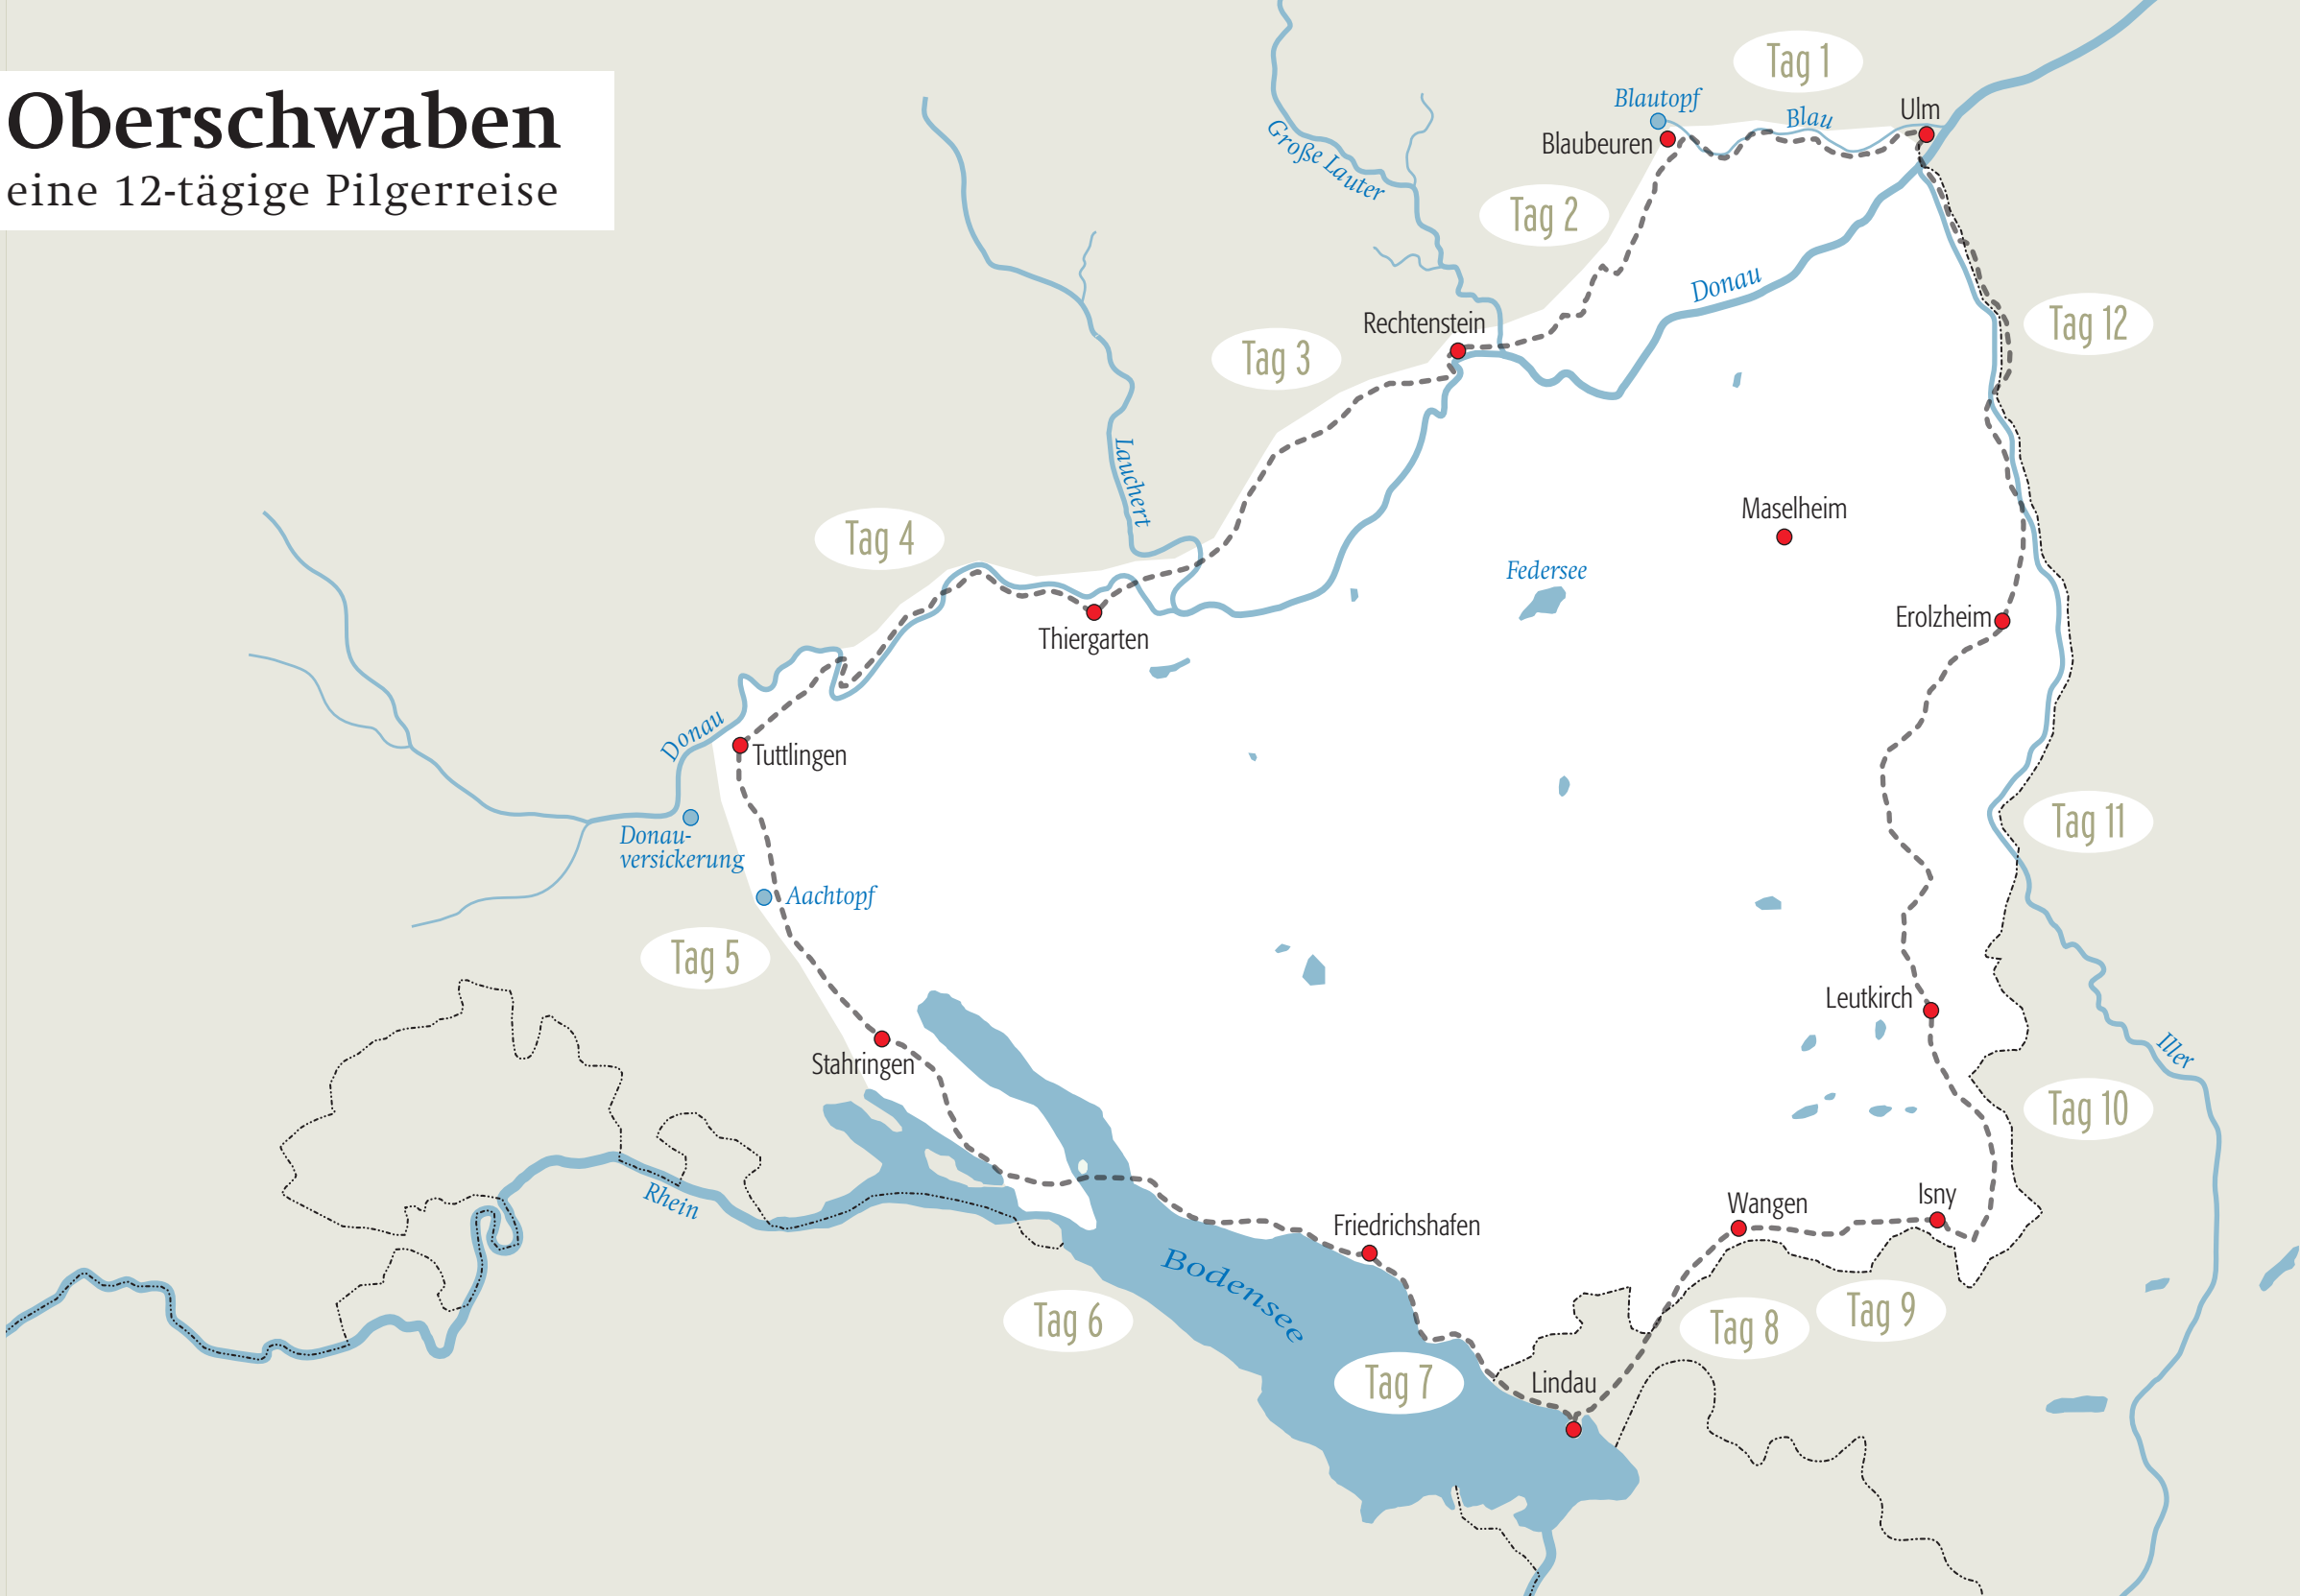 Oberschwaben
eine 12-tägige Pilgerreise
Tag 1
Blautopf
Blau
Ulm
Blaubeuren
Große Lauter
Tag 2
Donau
Rechtenstein
Tag 12
Tag 3
Lauchert
Maselheim
Tag 4
Federsee
Erolzheim
Thiergarten
Donau
Tuttlingen
Donau-
versickerung
Tag 11
Aachtopf
Tag 5
Leutkirch
Stahringen
Iller
Tag 10
Rhein
Wangen
Isny
Friedrichshafen
Bodensee
Tag 6
Tag 9
Tag 8
Tag 7
Lindau